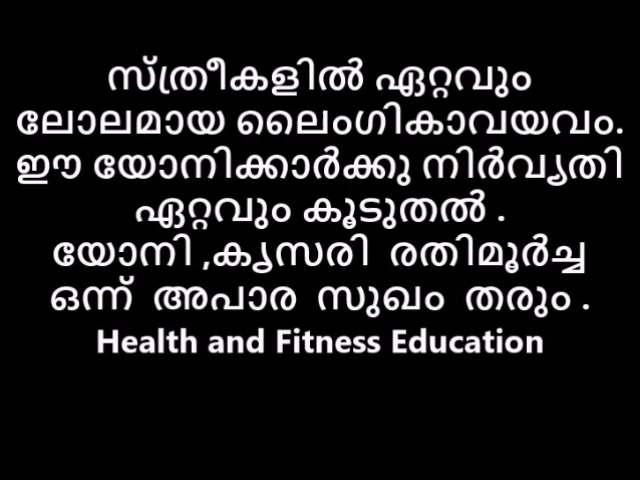 സ്ത്രീകളിൽ ഏറ്റവും
ലോലമായ ലൈംഗികാവയവം.
ഈ യോനിക്കാർക്കു നിർവൃതി
ഏറ്റവും കൂടുതൽ .
യോനി ,കൃസരി രതിമൂർച്ച
ഒന്ന് അപാര സുഖം തരും .
Health and Fitness Education